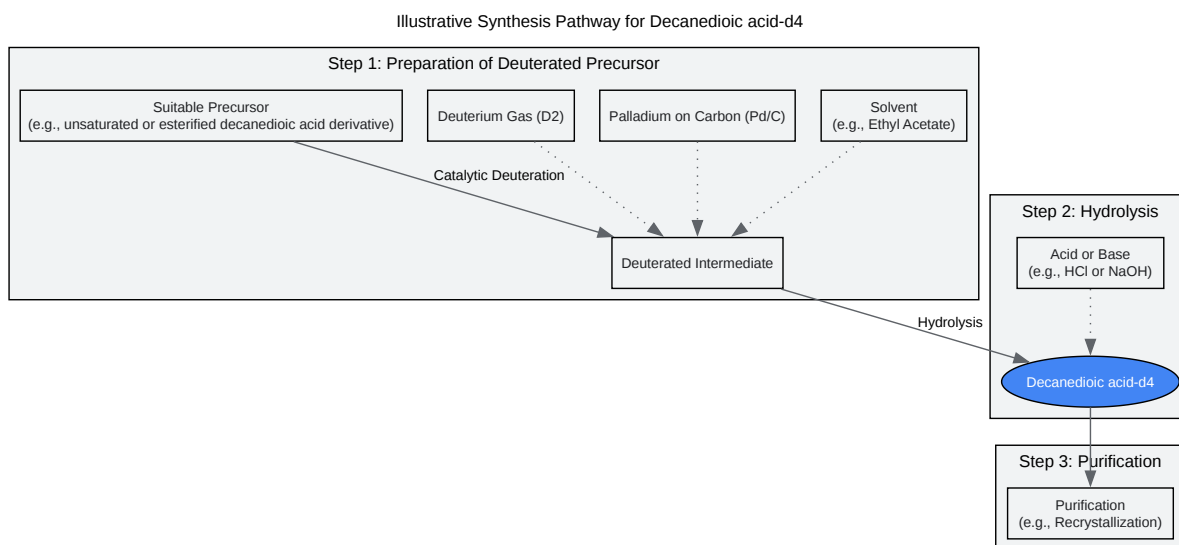 Illustrative Synthesis Pathway for Decanedioic acid-d4
Step 1: Preparation of Deuterated Precursor
Suitable Precursor
(e.g., unsaturated or esterified decanedioic acid derivative)
Deuterium Gas (D2)
Palladium on Carbon (Pd/C)
Solvent
(e.g., Ethyl Acetate)
Catalytic Deuteration
Deuterated Intermediate
Hydrolysis
Step 2: Hydrolysis
Acid or Base
(e.g., HCl or NaOH)
Decanedioic acid-d4
Step 3: Purification
Purification
(e.g., Recrystallization)